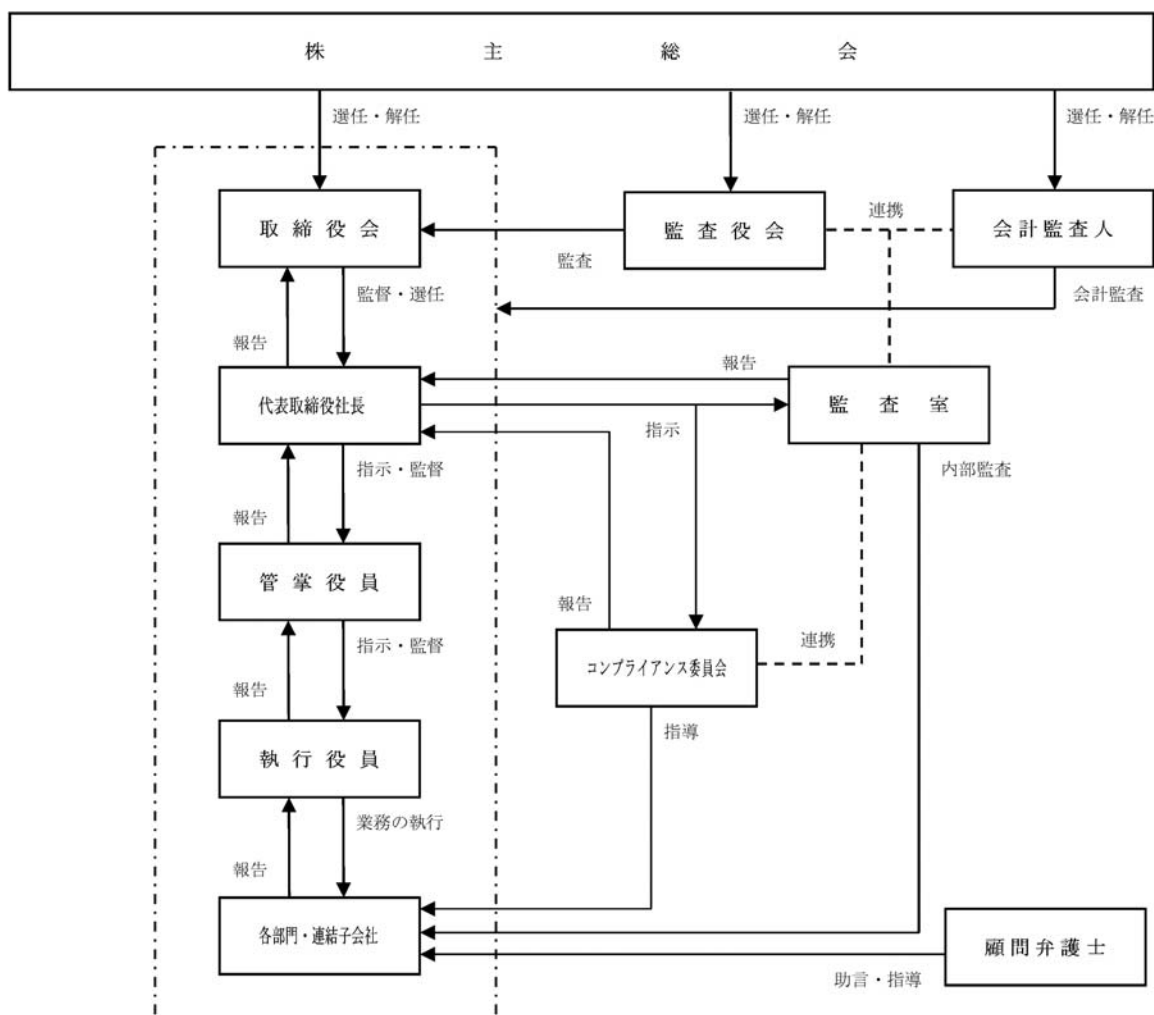 株主総会
選任・解任
選任・解任
選任・解任
取締役会
監査役会
連携
会計監査人
監査
監督・選任
会計監査
報告
報告
代表取締役社長
監査室
指示
指示・監督
内部監査
報告
管掌役員
報告
指示・監督
連携
コンプライアンス委員会
報告
指導
執行役員
業務の執行
報告
各部門・連結子会社
顧問弁護士
助言・指導